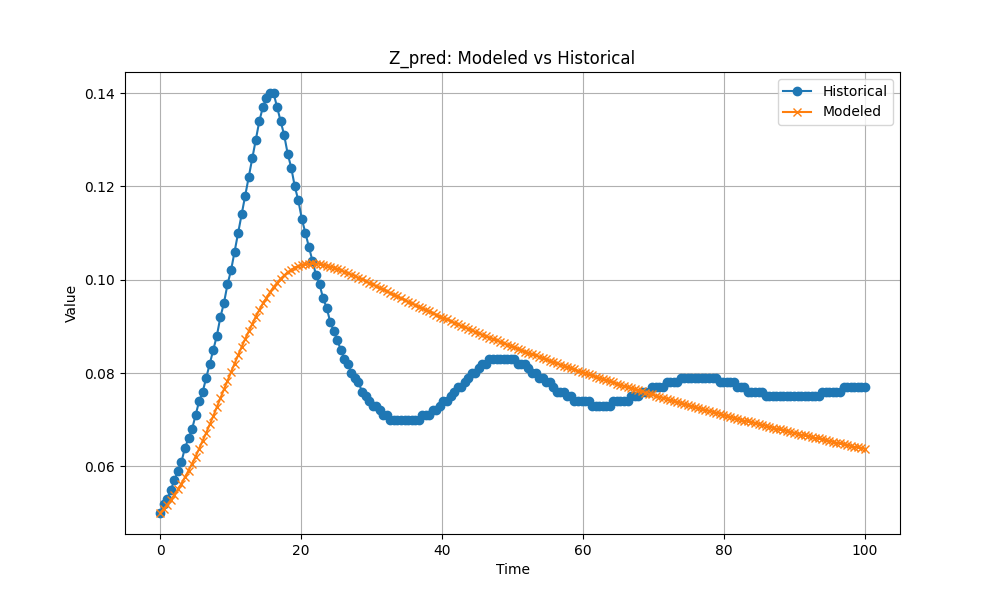 Z_pred: Modeled vs Historical
Historical
Modeled
Value
0.14
0.12
0.10
0.08
0.06
0
20
40
60
80
100
Time